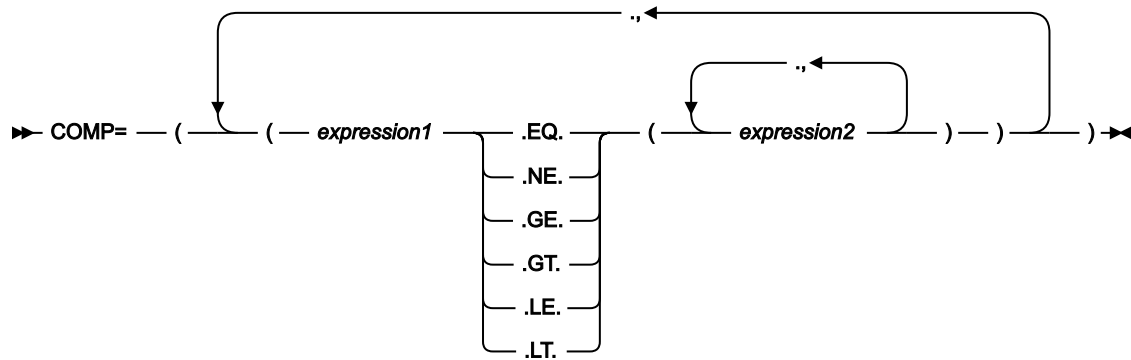 .,
.,
COMP= ( ( expression1 .EQ. ( expression2 ) ) )
.NE.
.GE.
.GT.
.LE.
.LT.